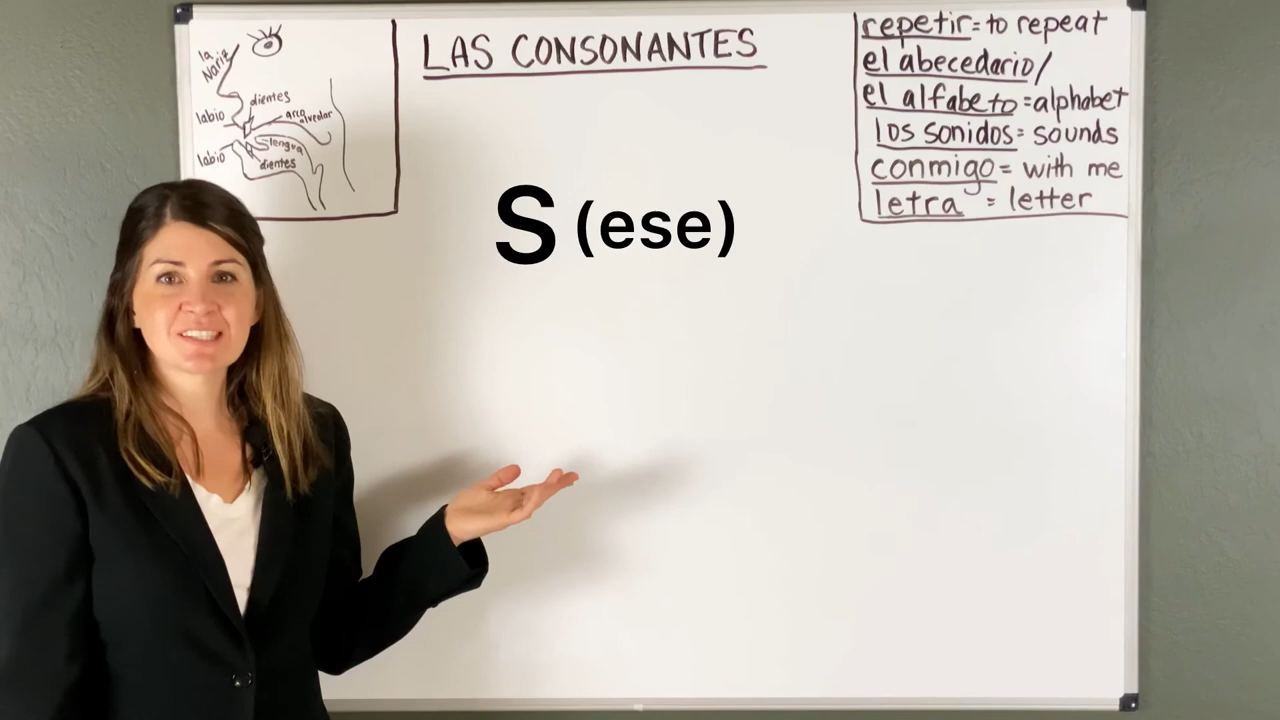 la
Nariz
dientes
labio
arco
alveolar
lengua
labio
dientes
LAS CONSONANTES
S (ese)
repetir = to repeat
el abecedario/
el alfabeto = alphabet
los sonidos = sounds
conmigo = with me
letra = letter